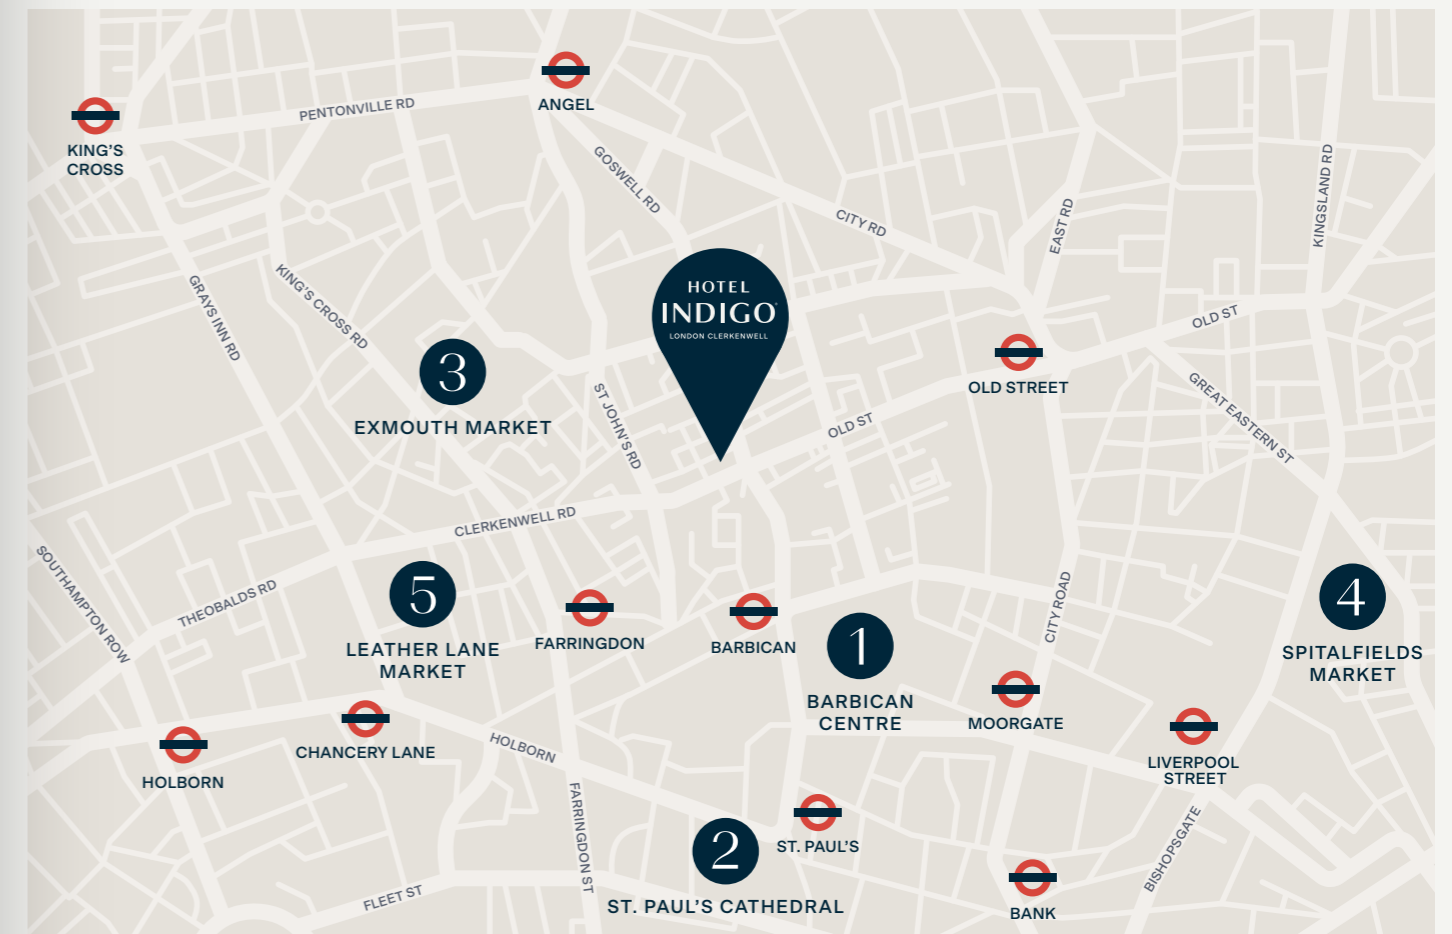 ANGEL
PENTONVILLE RD
KING'S
CROSS
GOSWELL RD
CITY RD
EAST RD
KINGSLAND RD
GRAYS INN RD
KING'S CROSS RD
HOTEL
INDIGO
LONDON CLERKENWELL
OLD ST
3
EXMOUTH MARKET
ST JOHN'S RD
OLD STREET
GREAT EASTERN ST
OLD ST
CLERKENWELL RD
SOUTHAMPTON ROW
THEOBALDS RD
5
LEATHER LANE
MARKET
FARRINGDON
BARBICAN
1
BARBICAN
CENTRE
CITY ROAD
4
SPITALFIELDS
MARKET
MOORGATE
CHANCERY LANE
HOLBORN
HOLBORN
LIVERPOOL
STREET
FARRINGDON ST
2
ST. PAUL'S CATHEDRAL
ST. PAUL'S
BISHOPSGATE
FLEET ST
BANK